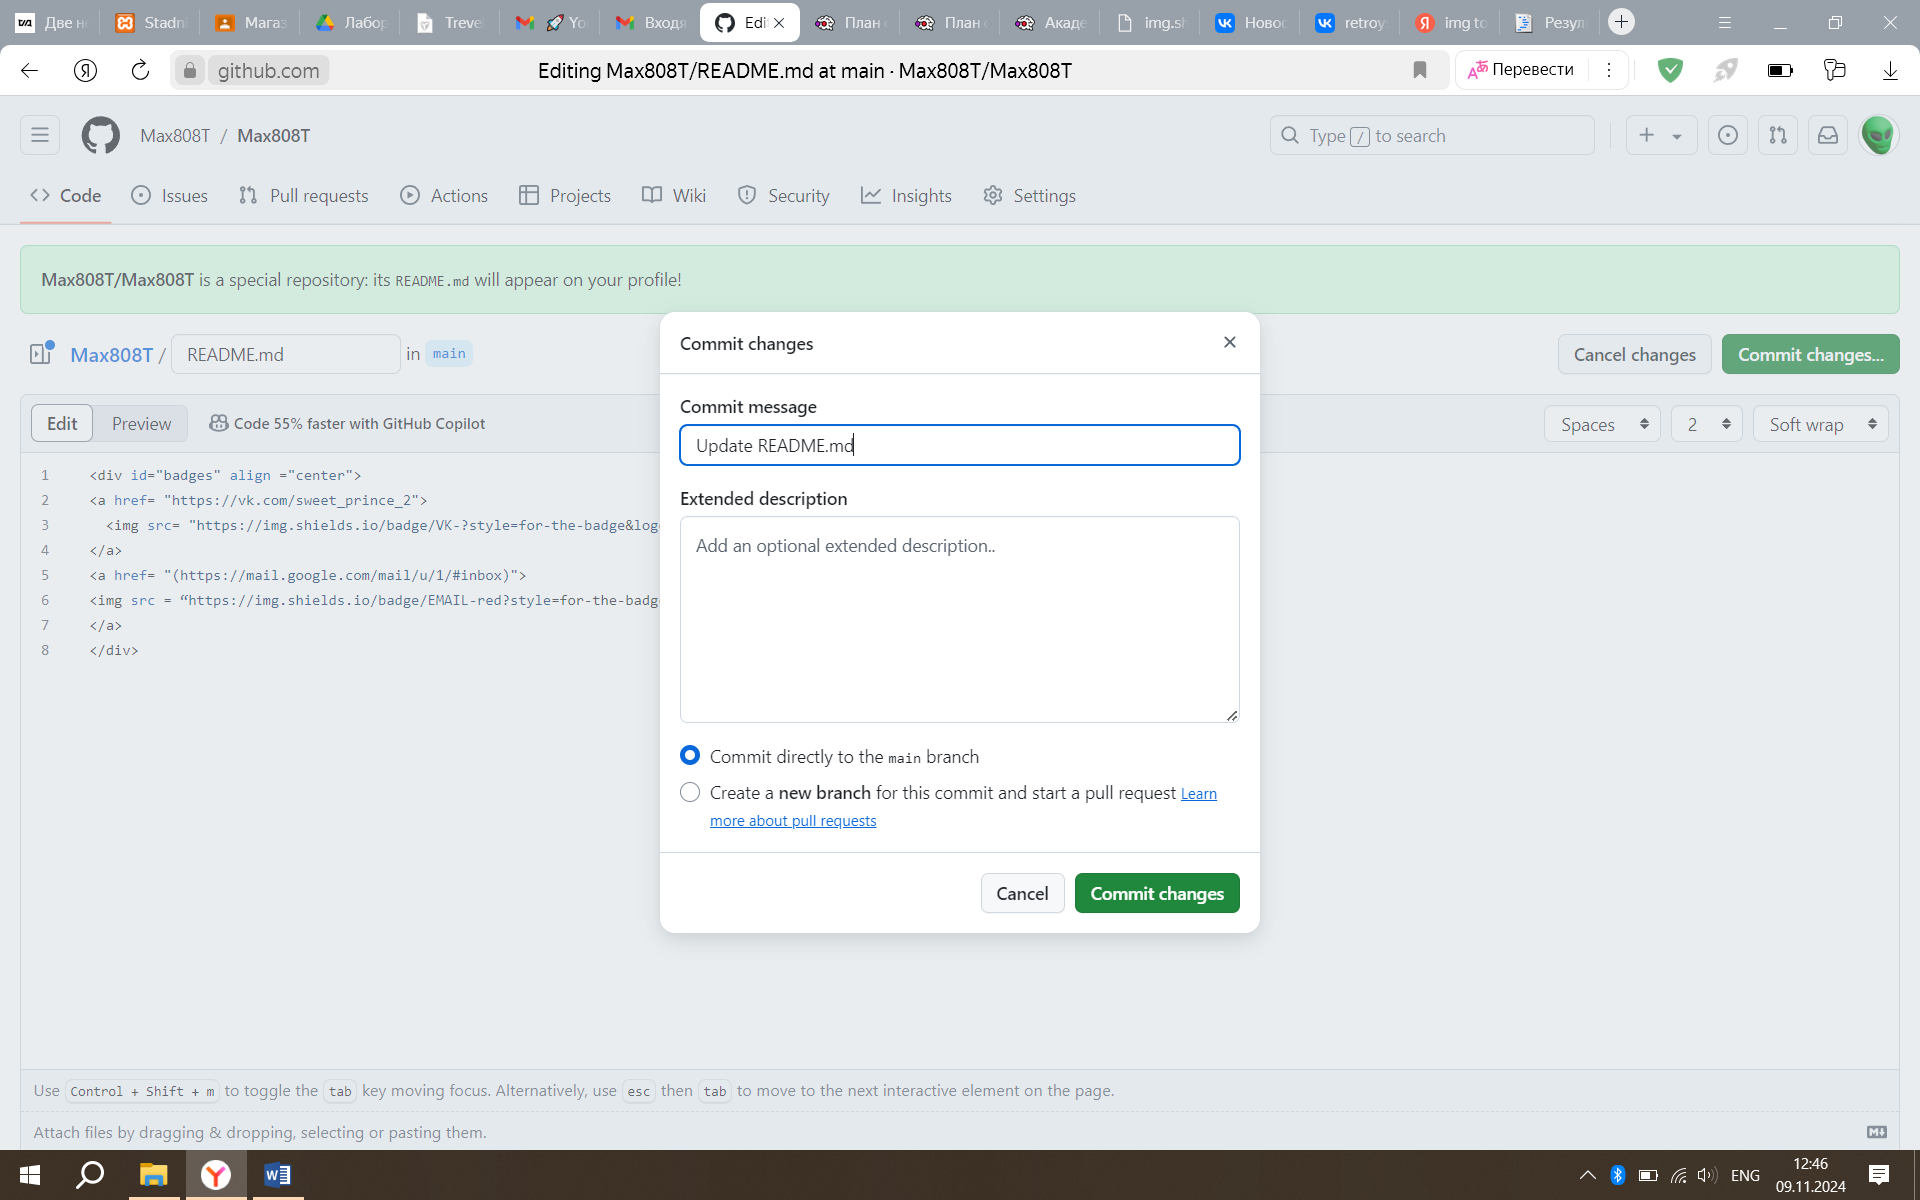 Две н
Stadn
Магаз
Лабор
Treve
🚀 Yo
Входя
Edi
План
План
Акаде
img.s
Новос
retroy
img to
Резул
github.com
Editing Max808T/README.md at main · Max808T/Max808T
Перевести
Max808T / Max808T
Type / to search
Code
Issues
Pull requests
Actions
Projects
Wiki
Security
Insights
Settings
Max808T/Max808T is a special repository: its README.md will appear on your profile!
Max808T / README.md in main
Cancel changes
Commit changes...
Edit
Preview
Code 55% faster with GitHub Copilot
Spaces
2
Soft wrap
1 <div id="badges" align ="center">
2 <a href= "https://vk.com/sweet_prince_2">
3 <img src= "https://img.shields.io/badge/VK-?style=for-the-badge&log
4 </a>
5 <a href= "(https://mail.google.com/mail/u/1/#inbox)">
6 <img src = “https://img.shields.io/badge/EMAIL-red?style=for-the-badg
7 </a>
8 </div>
Commit changes
Commit message
Update README.md
Extended description
Add an optional extended description..
Commit directly to the main branch
Create a new branch for this commit and start a pull request Learn
more about pull requests
Cancel
Commit changes
Use Control + Shift + m to toggle the tab key moving focus. Alternatively, use esc then tab to move to the next interactive element on the page.
Attach files by dragging & dropping, selecting or pasting them.
ENG
12:46
09.11.2024